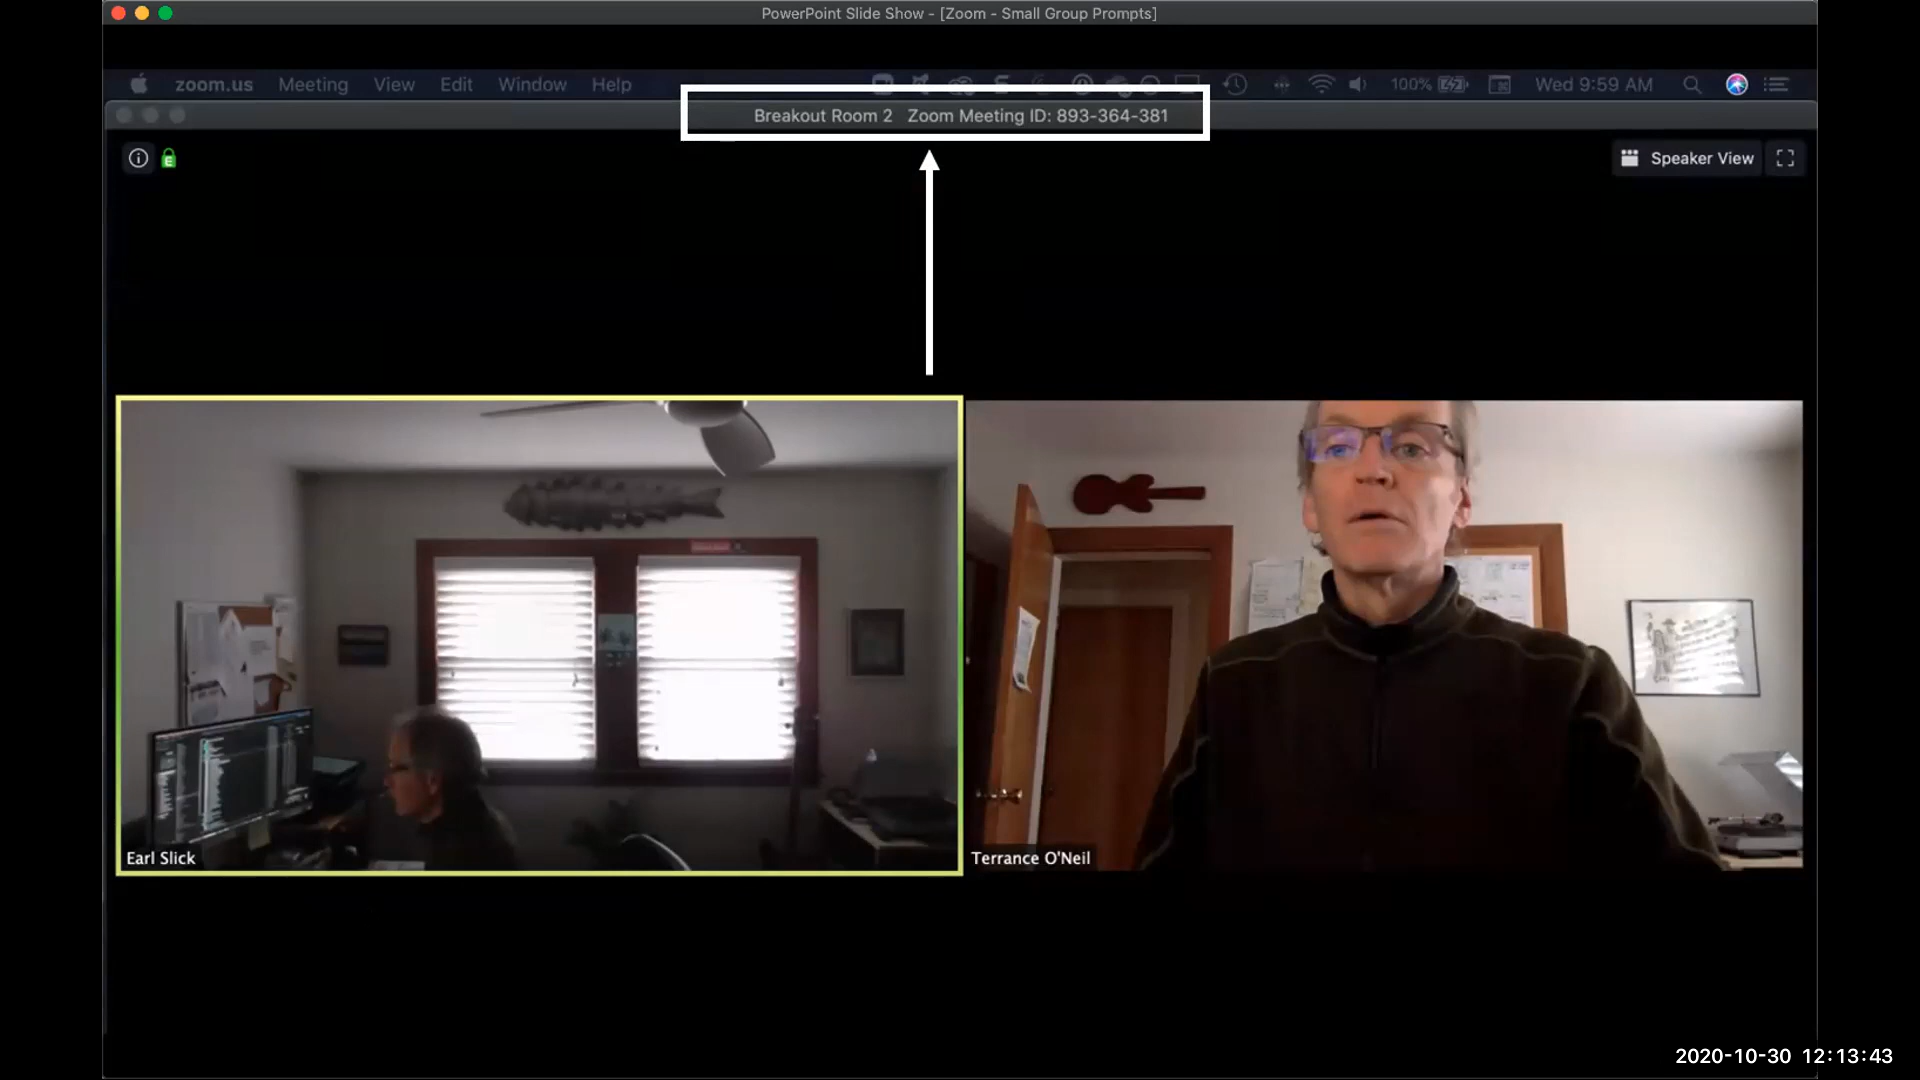 PowerPoint Slide Show - [Zoom - Small Group Prompts]
zoom.us Meeting View Edit Window Help 100% Wed 9:59 AM
Breakout Room 2 Zoom Meeting ID: 893-364-381
Speaker View
Earl Slick
Terrance O'Neil
2020-10-30 12:13:43